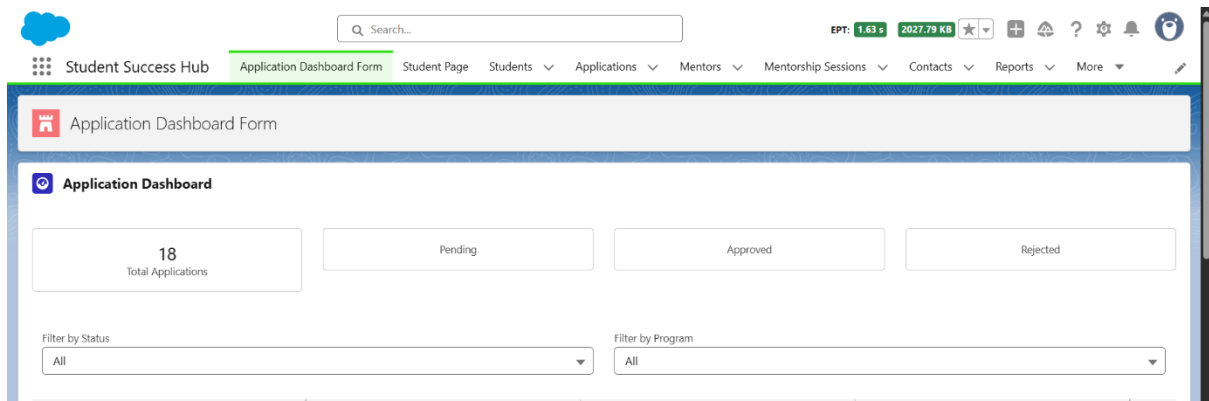 Search...
EPT: 1.63 s 2027.79 KB
Student Success Hub Application Dashboard Form Student Page Students Applications Mentors Mentorship Sessions Contacts Reports More
Application Dashboard Form
Application Dashboard
18
Total Applications
Pending
Approved
Rejected
Filter by Status
All
Filter by Program
All